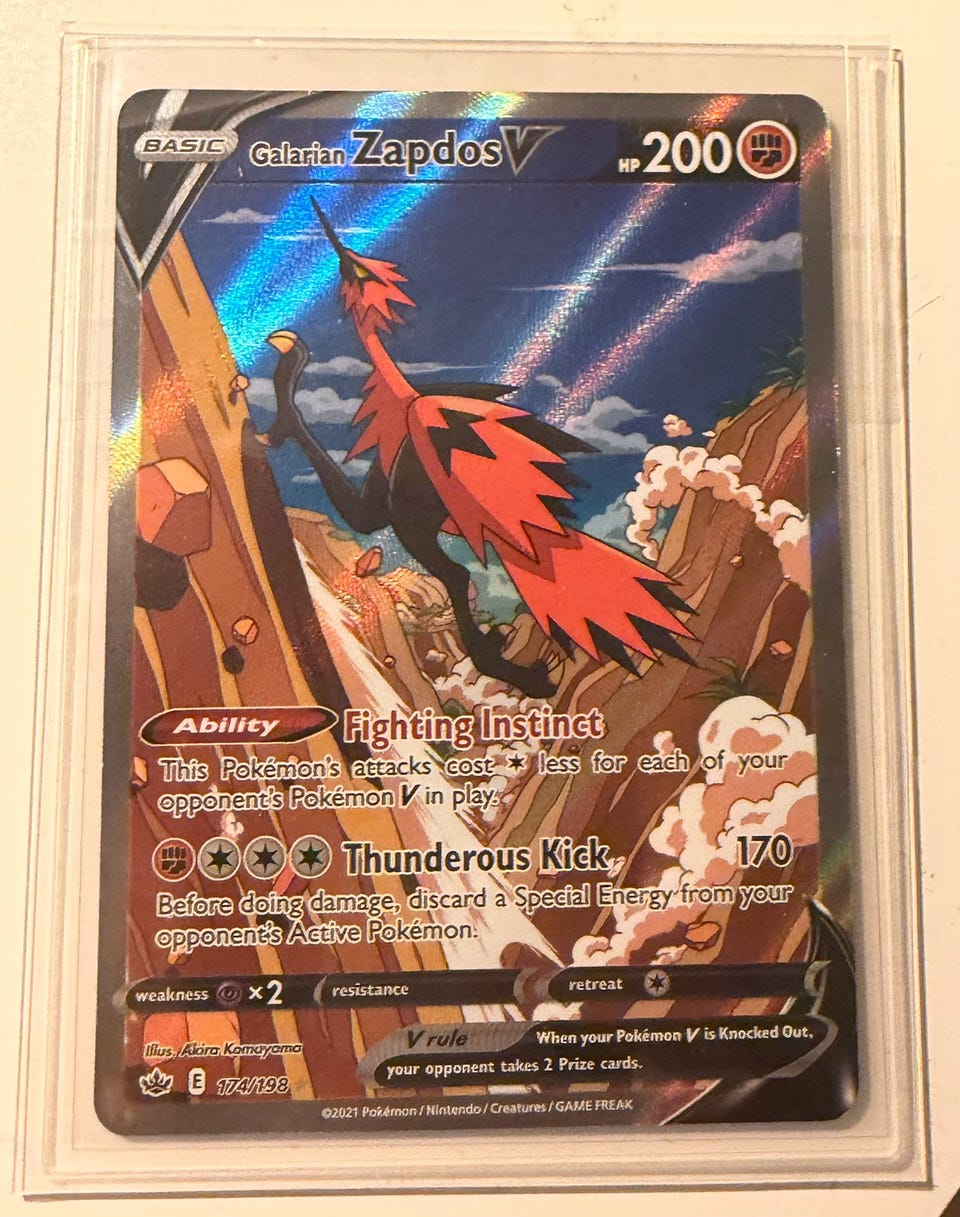 BASIC Galarian Zapdos V HP 200
Ability Fighting Instinct
This Pokémon's attacks cost less for each of your
opponent's Pokémon V in play.
Thunderous Kick 170
Before doing damage, discard a Special Energy from your
opponent's Active Pokémon.
weakness ×2 resistance retreat
V rule When your Pokémon V is Knocked Out,
your opponent takes 2 Prize cards.
Illus. Akira Komayama
E 174/198
©2021 Pokémon / Nintendo / Creatures / GAME FREAK